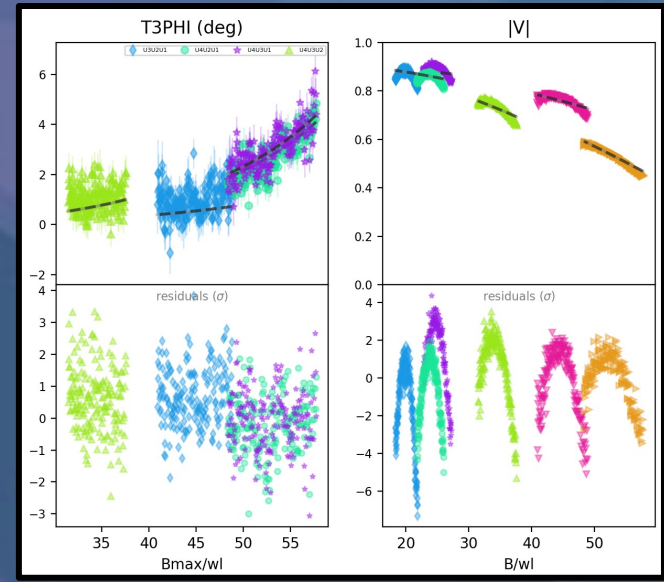 T3PHI (deg)
|V|
U3U2U1 U4U2U1 U4U3U1 U4U3U2
6
4
2
0
−2
1.0
0.8
0.6
0.4
0.2
0.0
residuals (σ)
residuals (σ)
4
3
2
1
0
−1
−2
−3
4
2
0
−2
−4
−6
35 40 45 50 55
20 30 40 50
Bmax/wl
B/wl